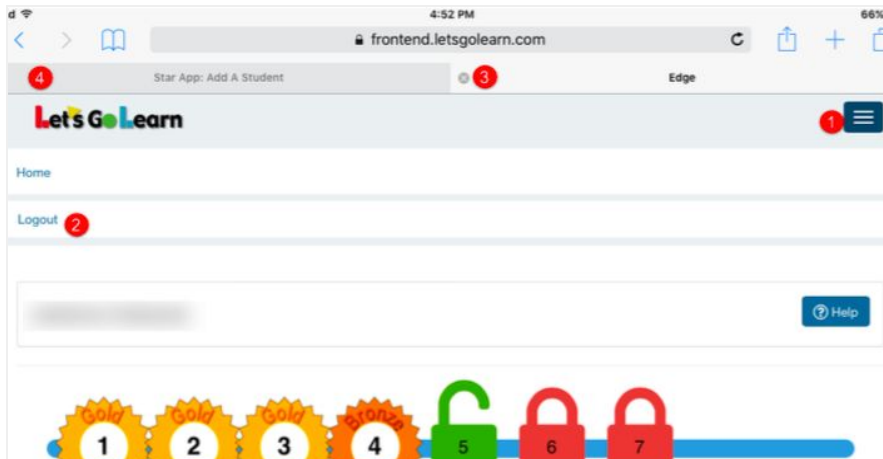 d 4:52 PM 66%
frontend.letsgolearn.com
4 Star App: Add A Student 3 Edge
Let's Go Learn 1
Home
Logout 2
Help
Gold Gold Gold Bronze
1 2 3 4 5 6 7